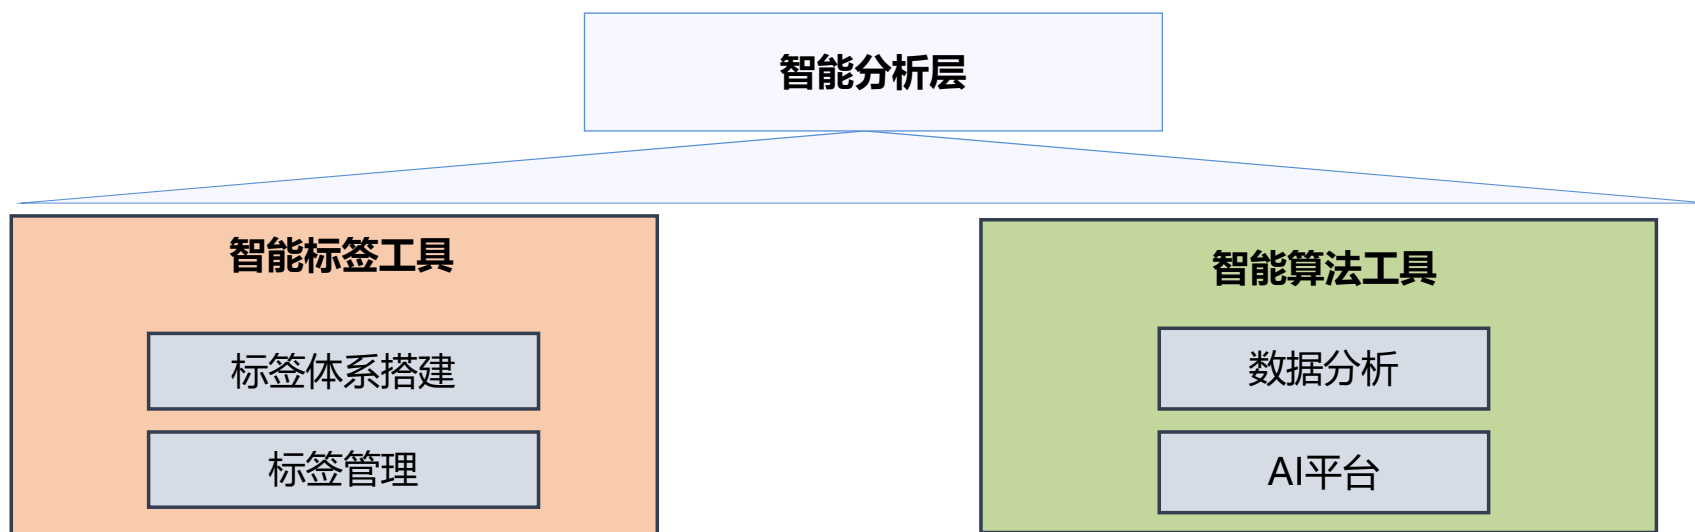 智能分析层
智能标签工具
标签体系搭建
标签管理
智能算法工具
数据分析
AI平台